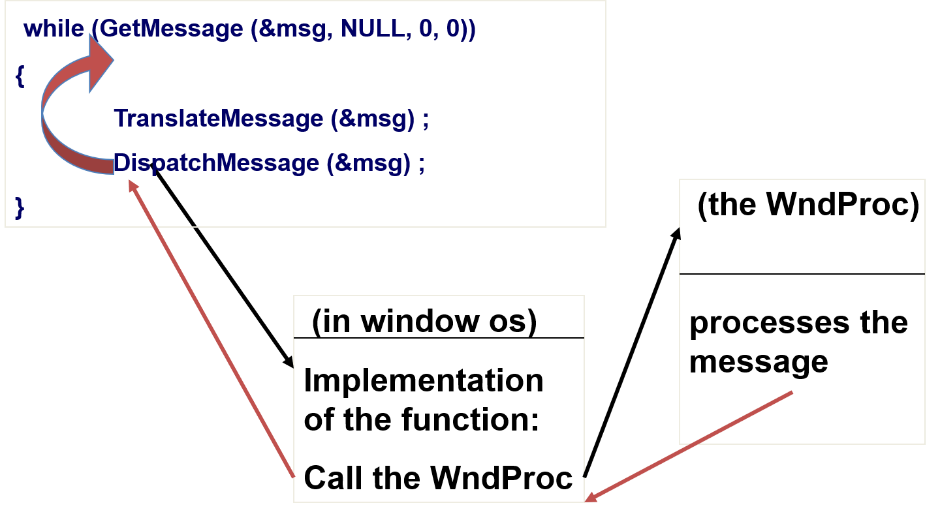 while (GetMessage (&msg, NULL, 0, 0))
{
TranslateMessage (&msg) ;
DispatchMessage (&msg) ;
}
(the WndProc)
processes the
message
(in window os)
Implementation
of the function:
Call the WndProc